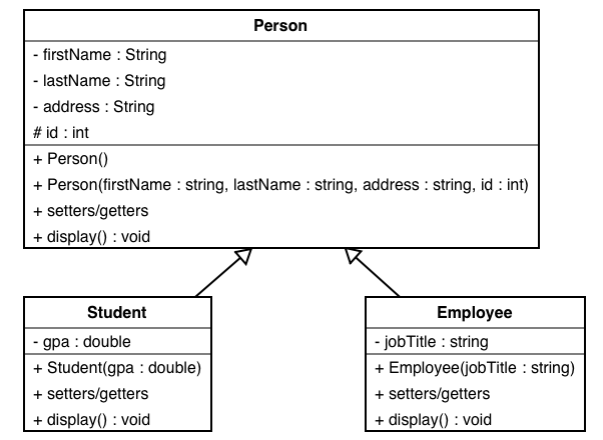 Person
- firstName : String
- lastName : String
- address : String
# id : int
+ Person()
+ Person(firstName : string, lastName : string, address : string, id : int)
+ setters/getters
+ display() : void
Student
- gpa : double
+ Student(gpa : double)
+ setters/getters
+ display() : void
Employee
- jobTitle : string
+ Employee(jobTitle : string)
+ setters/getters
+ display() : void